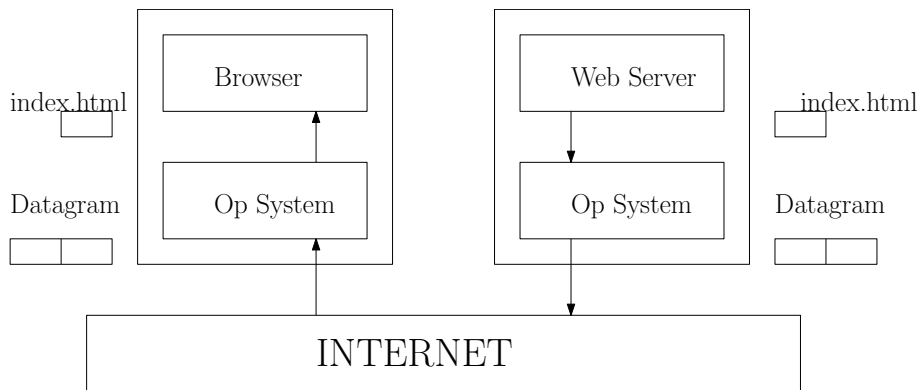 Browser
Web Server
index.html
index.html
Op System
Op System
Datagram
Datagram
INTERNET